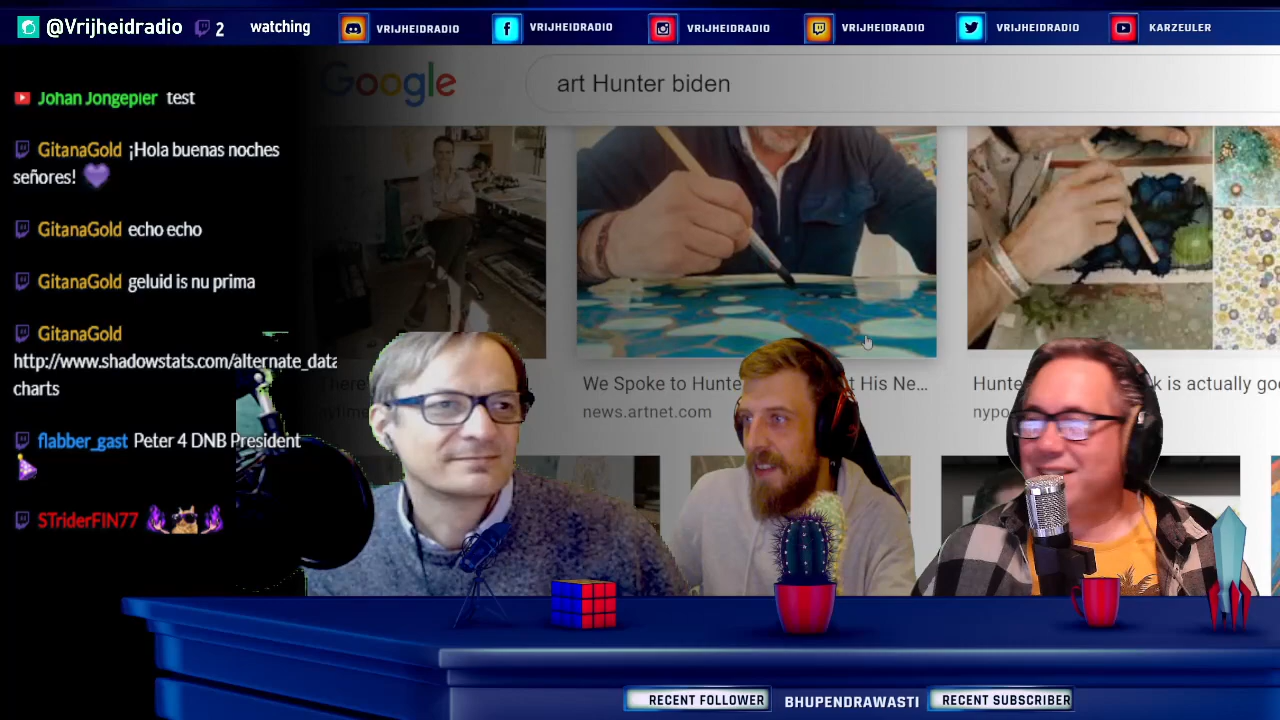 @Vrijheidradio 2 watching VRIJHEIDRADIO VRIJHEIDRADIO VRIJHEIDRADIO VRIJHEIDRADIO VRIJHEIDRADIO KARZEULER
Google art Hunter biden
Johan Jongepier test
GitanaGold ¡Hola buenas noches
señores!
GitanaGold echo echo
GitanaGold geluid is nu prima
GitanaGold
http://www.shadowstats.com/alternate_data
charts
flabber_gast Peter 4 DNB President
STriderFIN77
We Spoke to Hunte t His Ne...
news.artnet.com
Hunte k is actually goo
nypo
RECENT FOLLOWER BHUPENDRAWASTI RECENT SUBSCRIBER